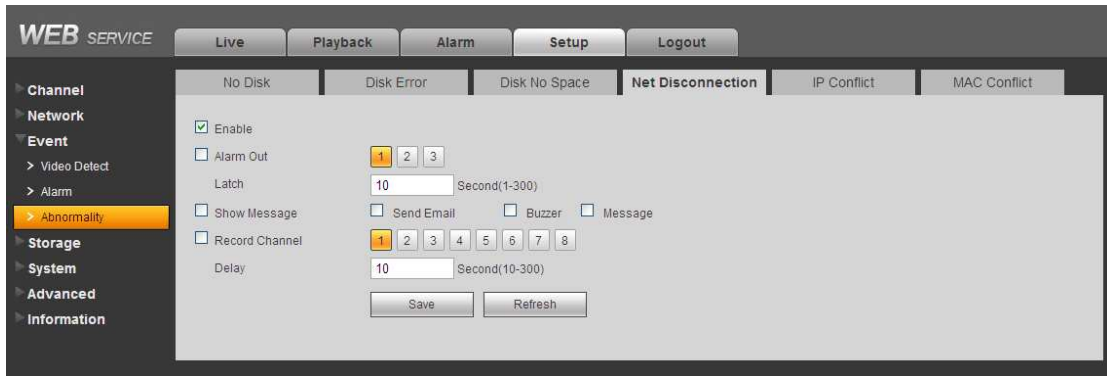 WEB SERVICE
Live Playback Alarm Setup Logout
No Disk Disk Error Disk No Space Net Disconnection IP Conflict MAC Conflict
Channel
Network
Event
> Video Detect
> Alarm
> Abnormality
Storage
System
Advanced
Information
Enable
Alarm Out 1 2 3
Latch 10 Second(1-300)
Show Message Send Email Buzzer Message
Record Channel 1 2 3 4 5 6 7 8
Delay 10 Second(10-300)
Save Refresh